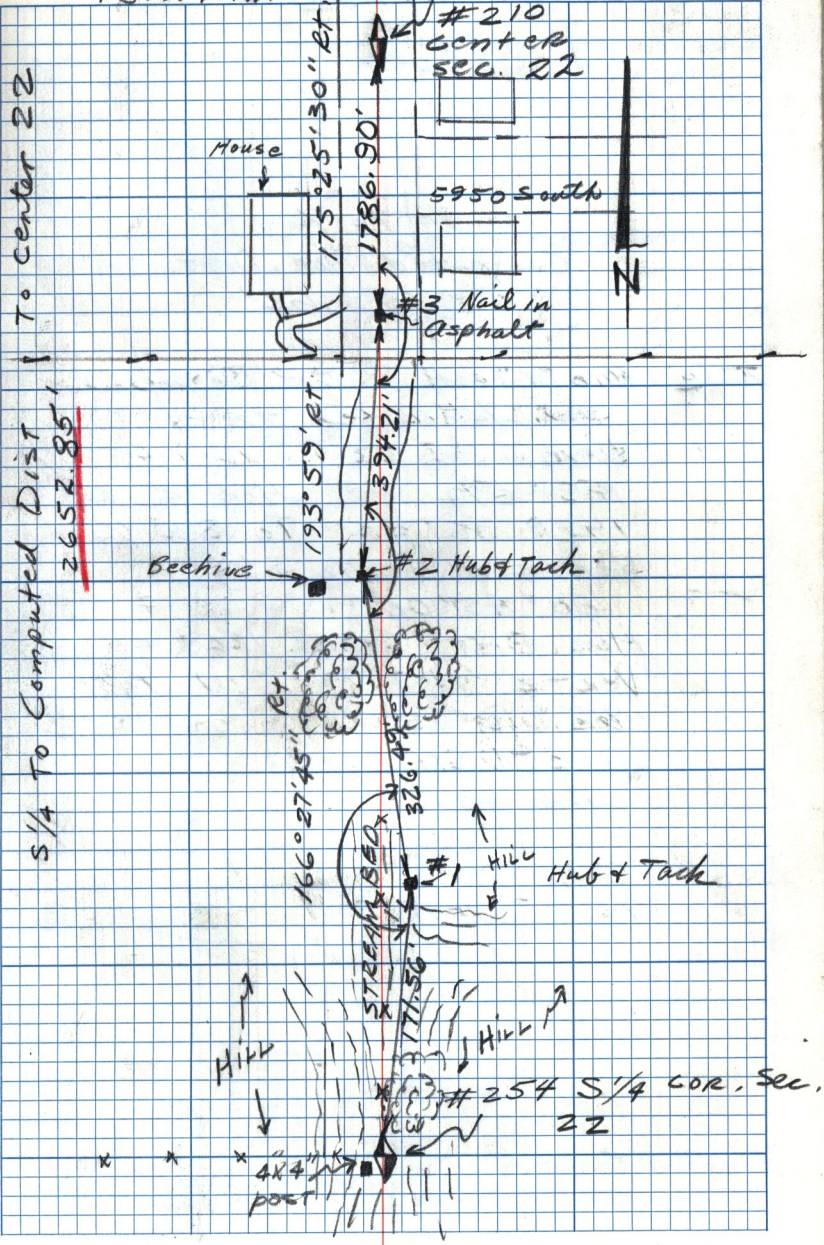 #210
center
sec. 22
House
175°25'30" Rt.
1786.90'
5950 South
N
#3 Nail in
Asphalt
To center 22
S 1/4 To Computed Dist
2652.85'
193°59' Rt.
394.21'
Beehive
#2 Hub & Tack
Rt.
166°27'45"
326.49'
STREAM BED
#1
Hill
Hub & Tack
171.56'
Hill
Hill
#254 S 1/4 Cor. Sec.
22
4"x4"
post